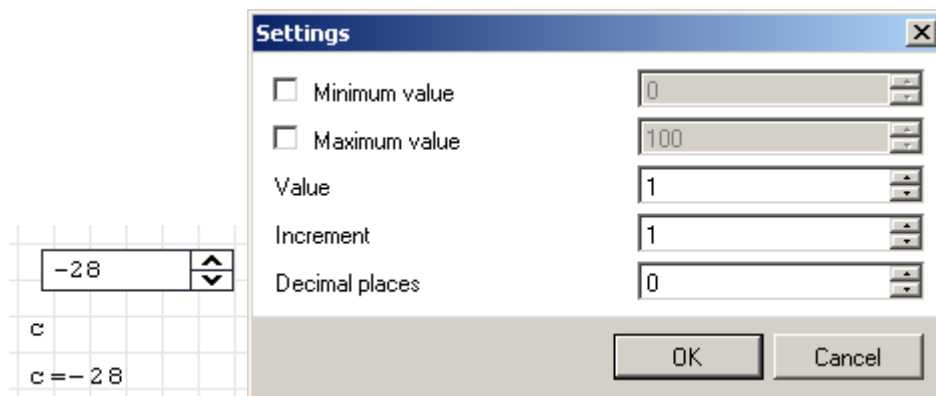 Settings
Minimum value 0
Maximum value 100
Value 1
Increment 1
Decimal places 0
OK Cancel
-28
c
c=-28